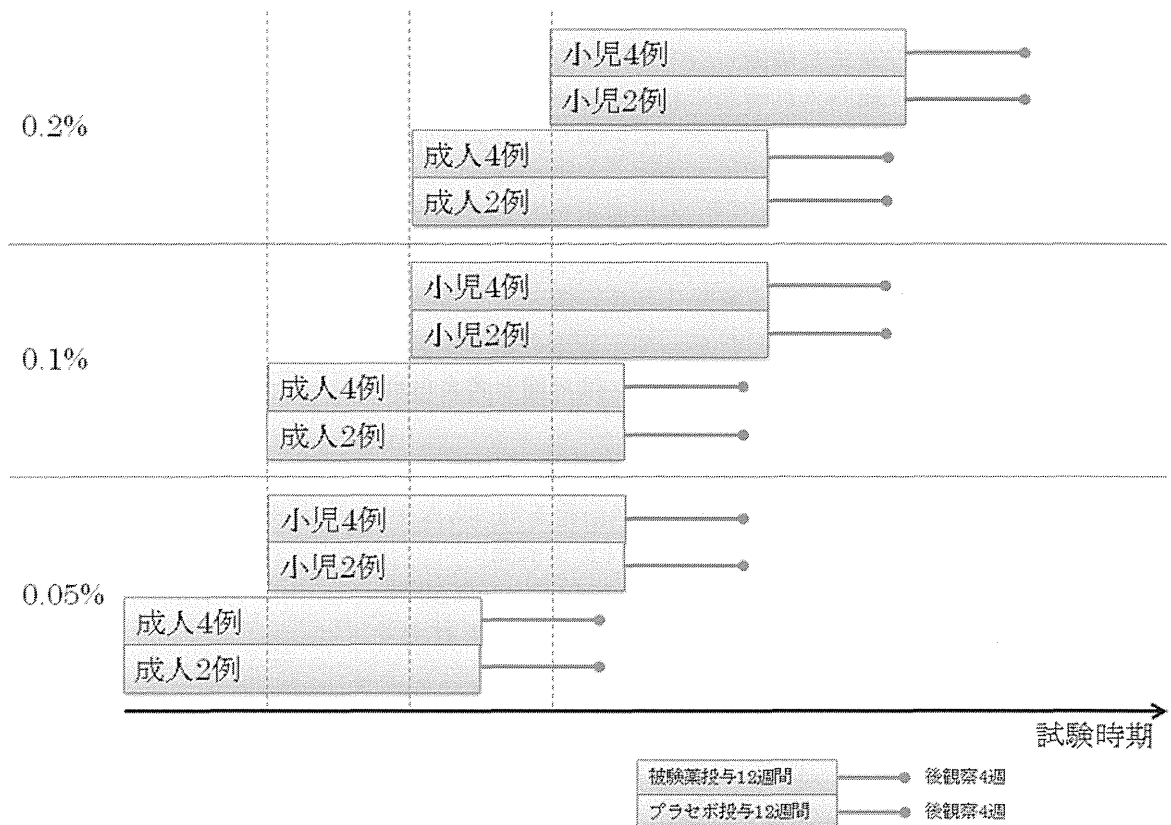 小児4例
小児2例
0.2%
成人4例
成人2例
小児4例
小児2例
0.1%
成人4例
成人2例
小児4例
小児2例
0.05%
成人4例
成人2例
試験時期
被験薬投与12週間 後観察4週
プラセボ投与12週間 後観察4週